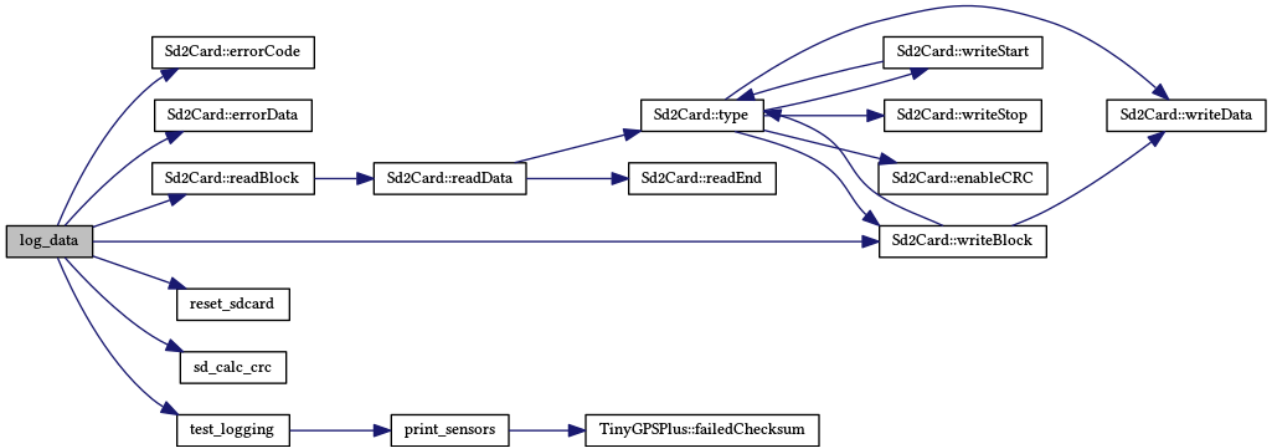 Sd2Card::errorCode
Sd2Card::writeStart
Sd2Card::errorData
Sd2Card::type
Sd2Card::writeStop
Sd2Card::writeData
Sd2Card::readBlock
Sd2Card::readData
Sd2Card::readEnd
Sd2Card::enableCRC
log_data
Sd2Card::writeBlock
reset_sdcard
sd_calc_crc
test_logging
print_sensors
TinyGPSPlus::failedChecksum